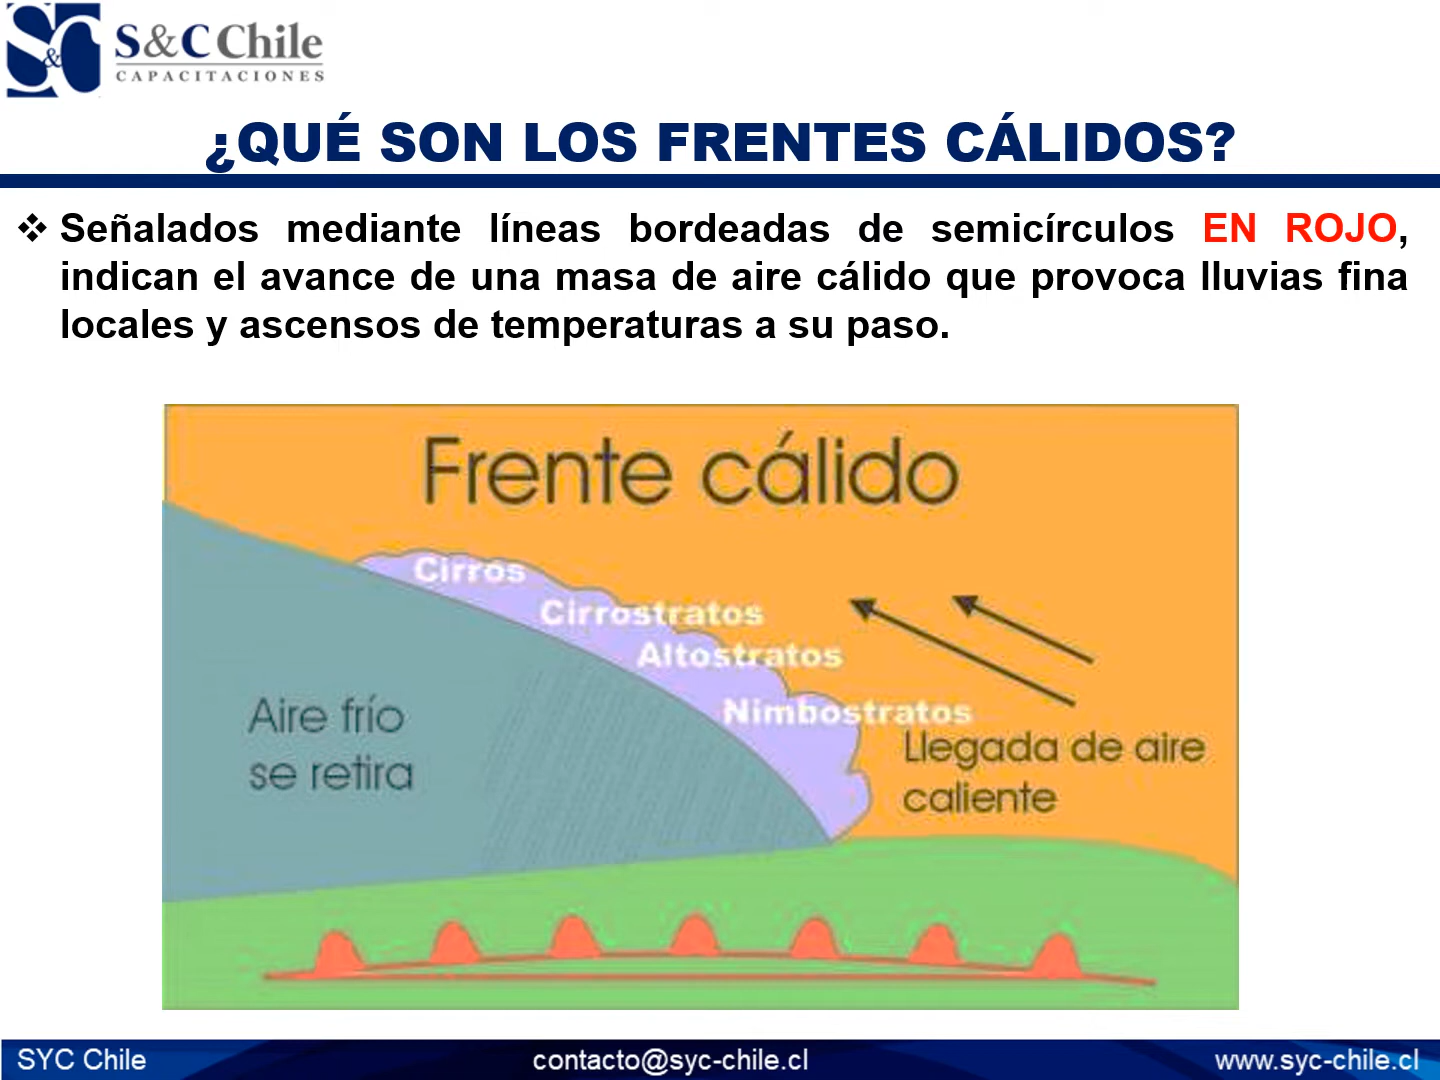 S&C Chile
CAPACITACIONES
¿QUÉ SON LOS FRENTES CÁLIDOS?
❖ Señalados mediante líneas bordeadas de semicírculos EN ROJO,
indican el avance de una masa de aire cálido que provoca lluvias fina
locales y ascensos de temperaturas a su paso.
Frente cálido
Cirros
Cirrostratos
Altostratos
Nimbostratos
Aire frío
se retira
Llegada de aire
caliente
SYC Chile contacto@syc-chile.cl www.syc-chile.cl